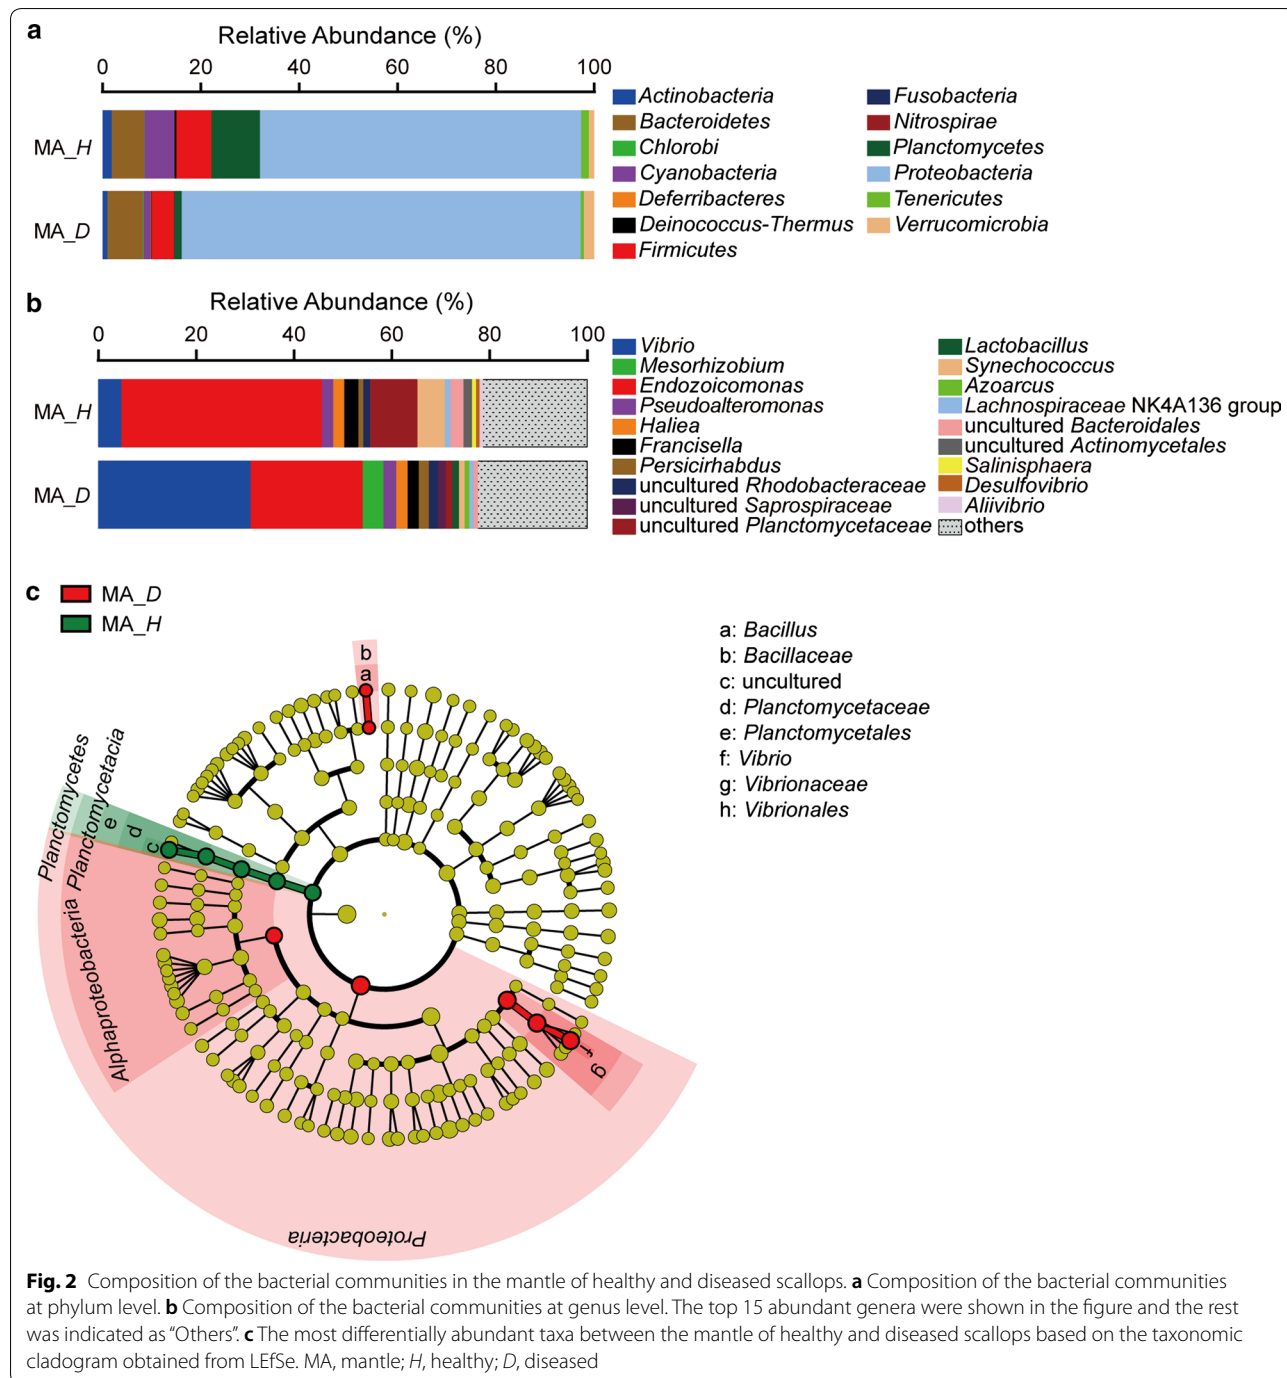 a
Relative Abundance (%)
0 20 40 60 80 100
MA_H
MA_D
Actinobacteria
Bacteroidetes
Chlorobi
Cyanobacteria
Deferribacteres
Deinococcus-Thermus
Firmicutes
Fusobacteria
Nitrospirae
Planctomycetes
Proteobacteria
Tenericutes
Verrucomicrobia
b
Relative Abundance (%)
0 20 40 60 80 100
MA_H
MA_D
Vibrio
Mesorhizobium
Endozoicomonas
Pseudoalteromonas
Haliea
Francisella
Persicirhabdus
uncultured Rhodobacteraceae
uncultured Saprospiraceae
uncultured Planctomycetaceae
Lactobacillus
Synechococcus
Azoarcus
Lachnospiraceae NK4A136 group
uncultured Bacteroidales
uncultured Actinomycetales
Salinisphaera
Desulfovibrio
Aliivibrio
others
c
MA_D
MA_H
b
a
Planctomycetes
Planctomycetacia
e
d
c
Alphaproteobacteria
f
g
Proteobacteria
a: Bacillus
b: Bacillaceae
c: uncultured
d: Planctomycetaceae
e: Planctomycetales
f: Vibrio
g: Vibrionaceae
h: Vibrionales
Fig. 2 Composition of the bacterial communities in the mantle of healthy and diseased scallops. a Composition of the bacterial communities
at phylum level. b Composition of the bacterial communities at genus level. The top 15 abundant genera were shown in the figure and the rest
was indicated as “Others”. c The most differentially abundant taxa between the mantle of healthy and diseased scallops based on the taxonomic
cladogram obtained from LEfSe. MA, mantle; H, healthy; D, diseased